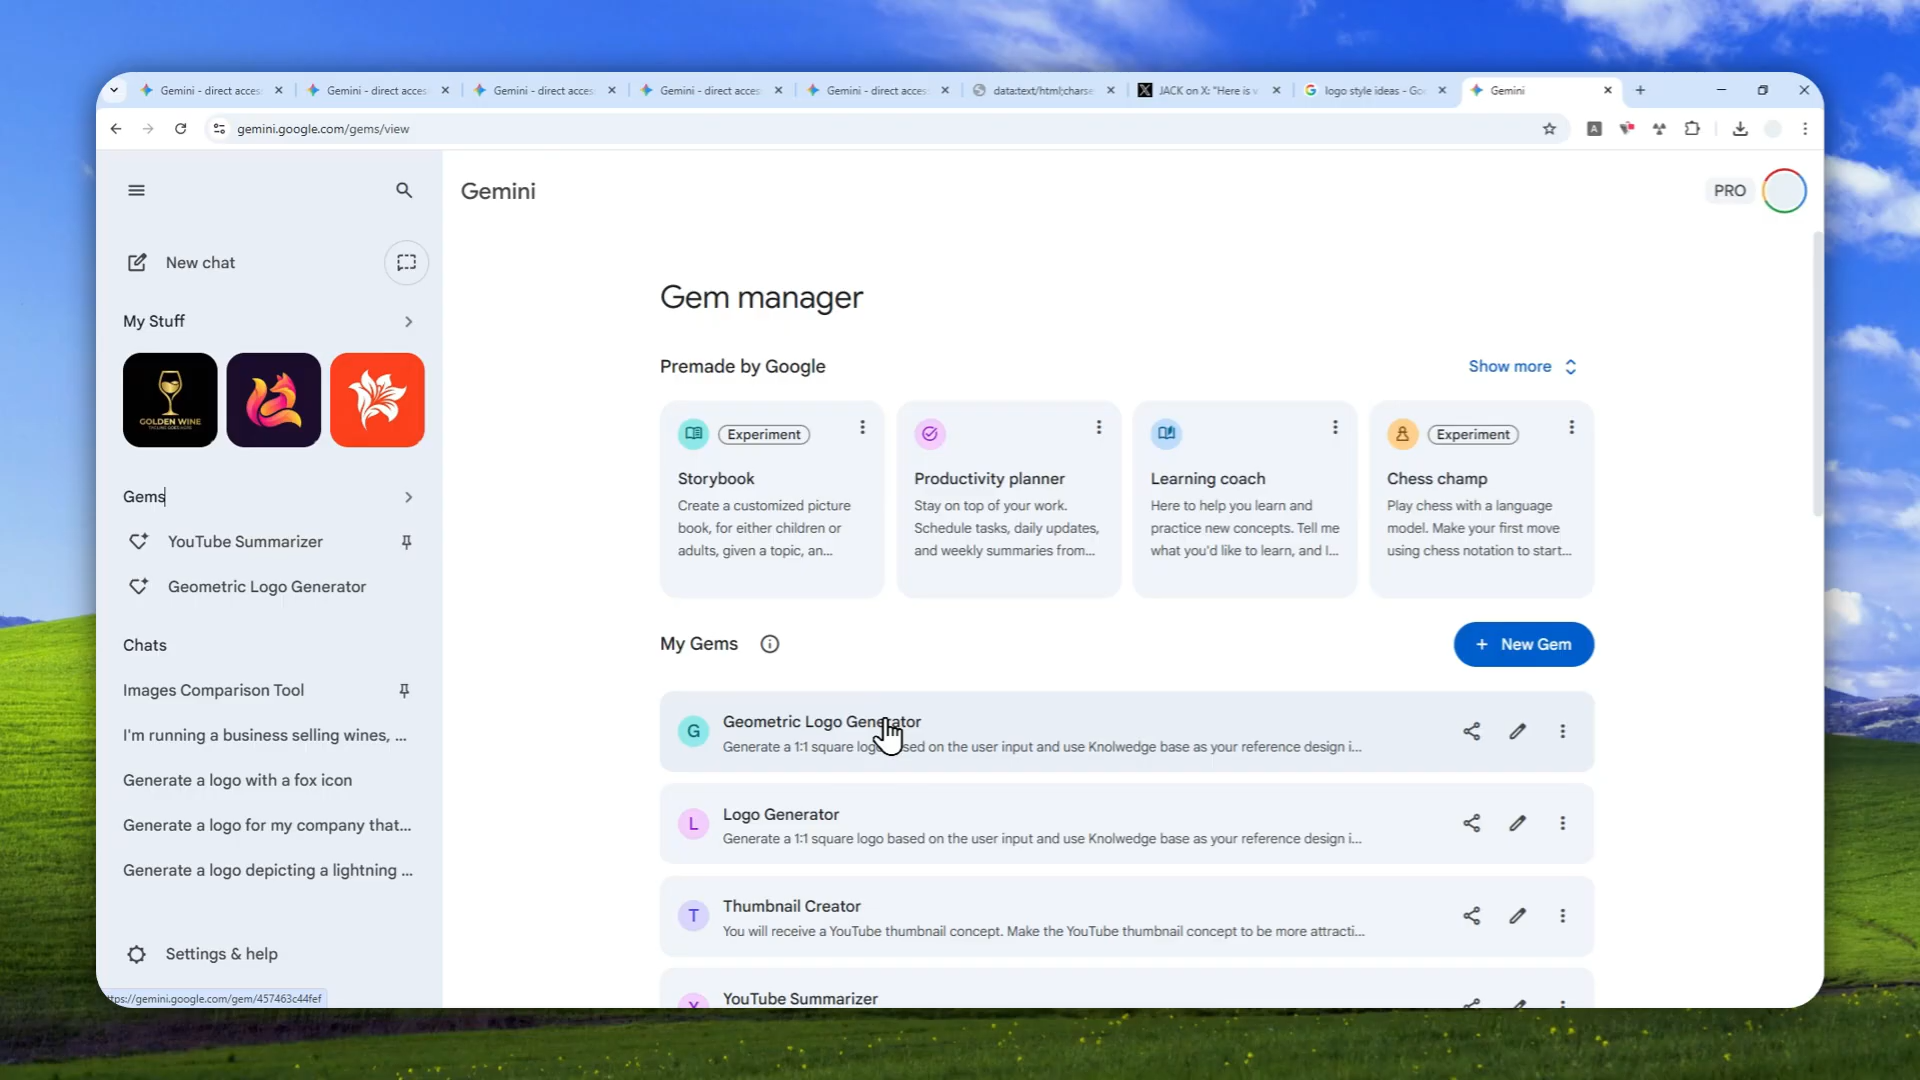 Gemini - direct acces
Gemini - direct acces
Gemini - direct acces
Gemini - direct acces
Gemini - direct acces
data:text/html;charse
JACK on X: "Here is v
logo style ideas - Goo
Gemini
gemini.google.com/gems/view
Gemini
PRO
New chat
My Stuff
GOLDEN WINE
Gems
YouTube Summarizer
Geometric Logo Generator
Chats
Images Comparison Tool
I'm running a business selling wines, ...
Generate a logo with a fox icon
Generate a logo for my company that...
Generate a logo depicting a lightning ...
Settings & help
ttps://gemini.google.com/gem/457463c44fef
Gem manager
Premade by Google
Show more
Experiment
Storybook
Create a customized picture
book, for either children or
adults, given a topic, an...
Productivity planner
Stay on top of your work.
Schedule tasks, daily updates,
and weekly summaries from...
Learning coach
Here to help you learn and
practice new concepts. Tell me
what you'd like to learn, and I...
Experiment
Chess champ
Play chess with a language
model. Make your first move
using chess notation to start...
My Gems
+ New Gem
G
Geometric Logo Generator
Generate a 1:1 square logo based on the user input and use Knolwedge base as your reference design i...
L
Logo Generator
Generate a 1:1 square logo based on the user input and use Knolwedge base as your reference design i...
T
Thumbnail Creator
You will receive a YouTube thumbnail concept. Make the YouTube thumbnail concept to be more attracti...
Y
YouTube Summarizer